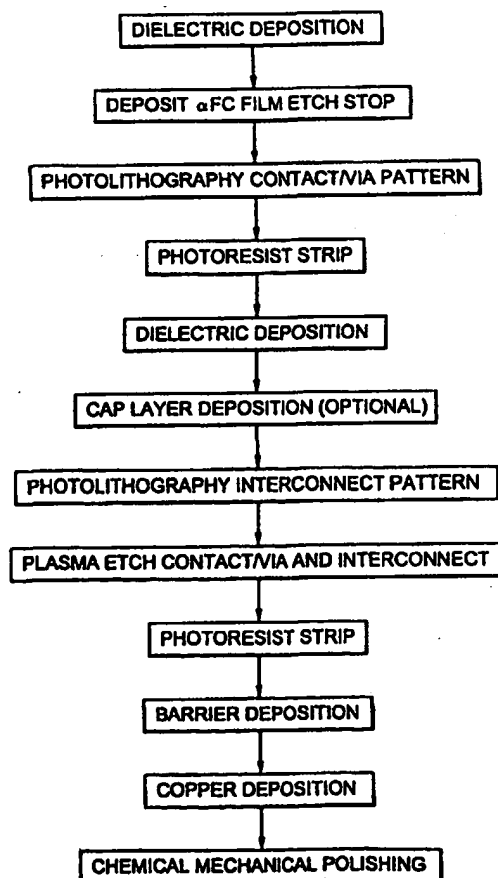 DIELECTRIC DEPOSITION
DEPOSIT αFC FILM ETCH STOP
PHOTOLITHOGRAPHY CONTACT/VIA PATTERN
PHOTORESIST STRIP
DIELECTRIC DEPOSITION
CAP LAYER DEPOSITION (OPTIONAL)
PHOTOLITHOGRAPHY INTERCONNECT PATTERN
PLASMA ETCH CONTACT/VIA AND INTERCONNECT
PHOTORESIST STRIP
BARRIER DEPOSITION
COPPER DEPOSITION
CHEMICAL MECHANICAL POLISHING